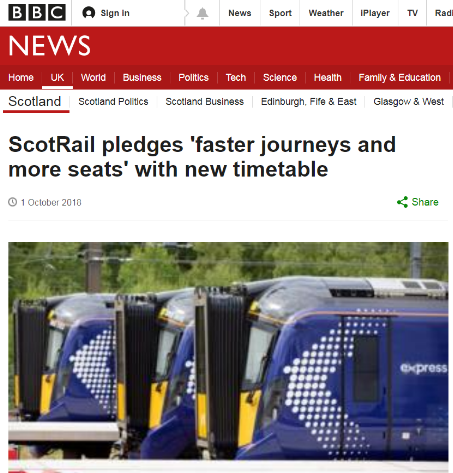 BBC Sign in News Sport Weather iPlayer TV Radi
NEWS
Home UK World Business Politics Tech Science Health Family & Education
Scotland Scotland Politics Scotland Business Edinburgh, Fife & East Glasgow & West
ScotRail pledges 'faster journeys and
more seats' with new timetable
1 October 2018 Share
express